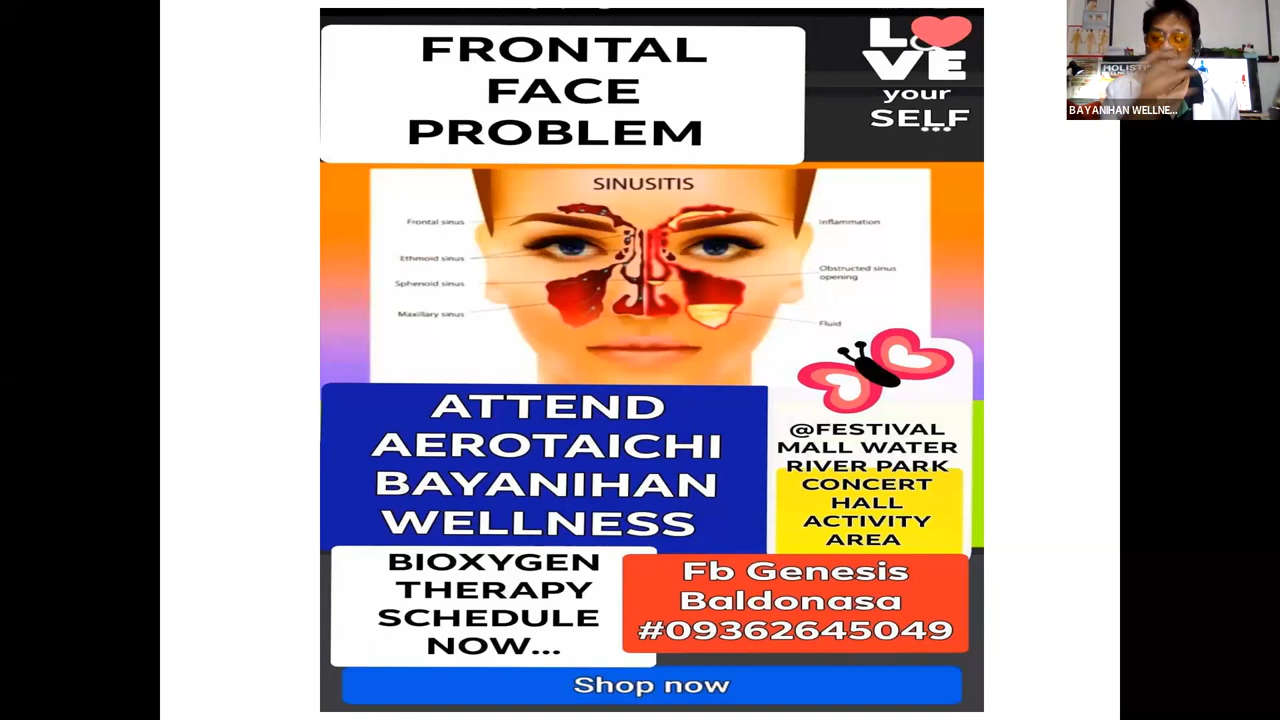 FRONTAL
FACE
PROBLEM
LOVE
your
SELF
SINUSITIS
Frontal sinus
Ethmoid sinus
Sphenoid sinus
Maxillary sinus
Inflammation
Obstructed sinus
opening
Fluid
ATTEND
AEROTAICHI
BAYANIHAN
WELLNESS
@FESTIVAL
MALL WATER
RIVER PARK
CONCERT
HALL
ACTIVITY
AREA
BIOXYGEN
THERAPY
SCHEDULE
NOW...
Fb Genesis
Baldonasa
#09362645049
Shop now
BAYANIHAN WELLNE...